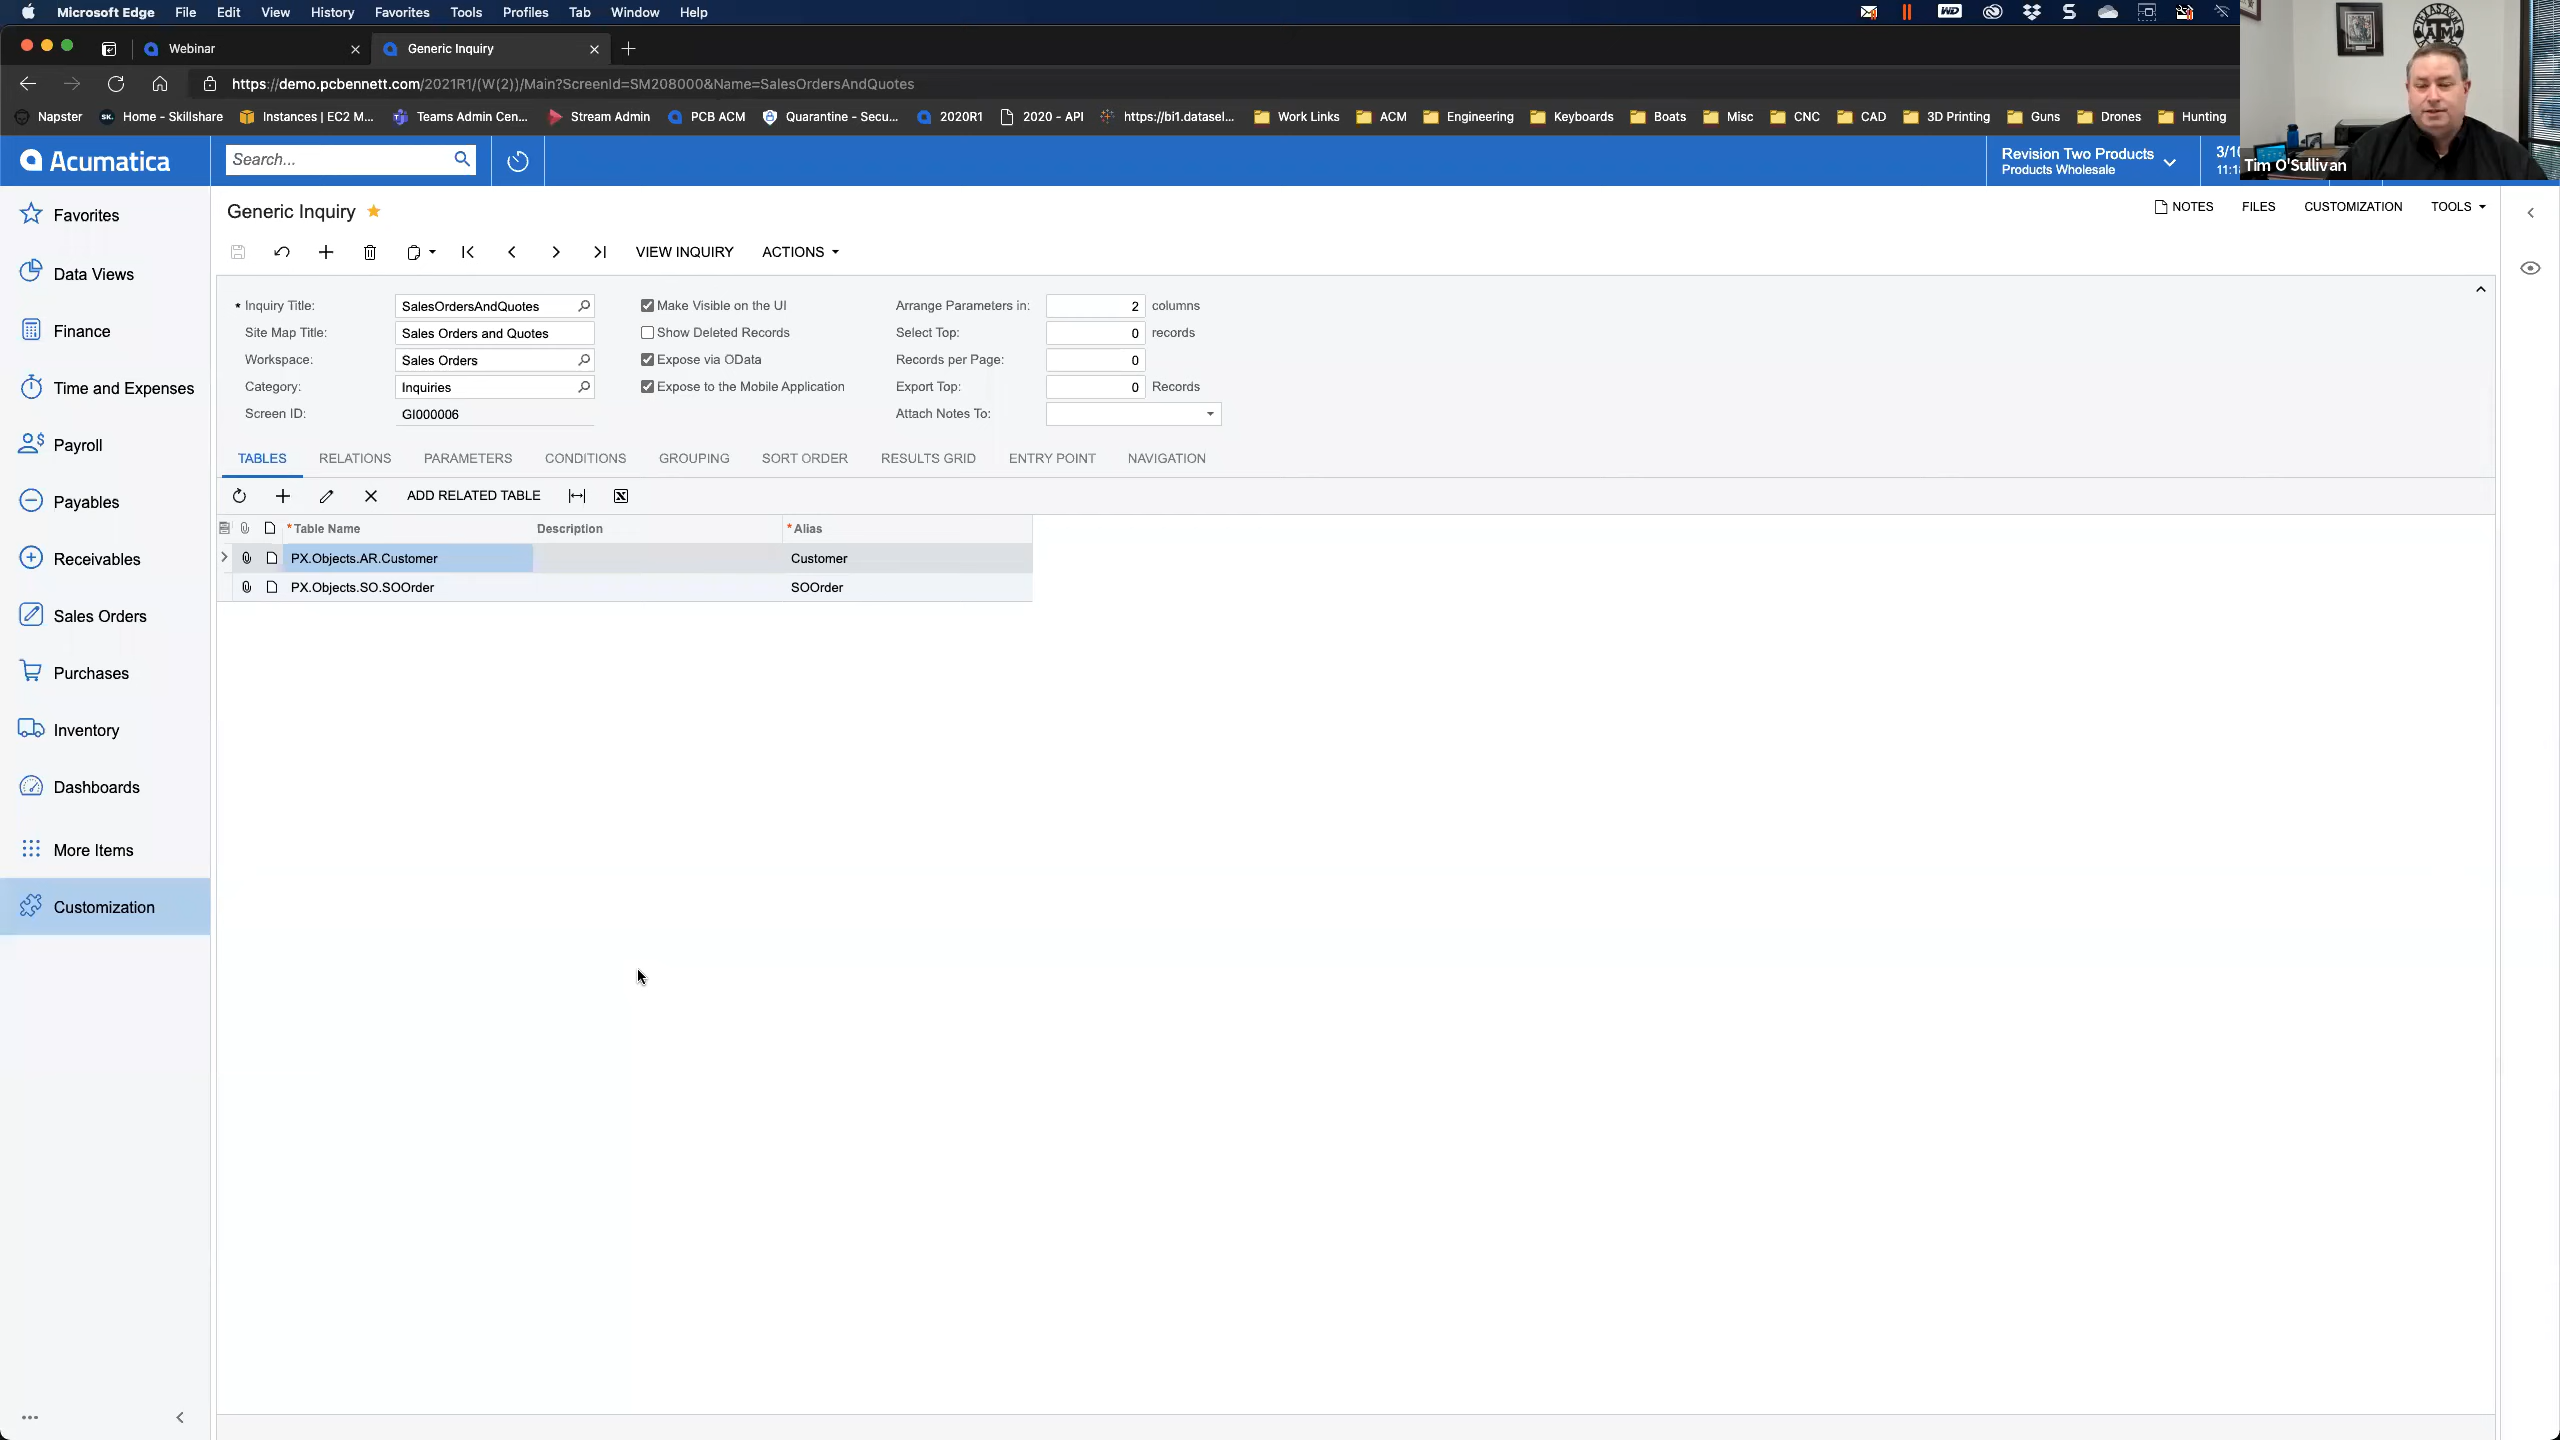 Microsoft Edge File Edit View History Favorites Tools Profiles Tab Window Help
WD
Webinar
Generic Inquiry
https://demo.pcbennett.com/2021R1/(W(2))/Main?ScreenId=SM208000&Name=SalesOrdersAndQuotes
Napster
Home - Skillshare
Instances | EC2 M...
Teams Admin Cen...
Stream Admin
PCB ACM
Quarantine - Secu...
2020R1
2020 - API
https://bi1.datasel...
Work Links
ACM
Engineering
Keyboards
Boats
Misc
CNC
CAD
3D Printing
Guns
Drones
Hunting
Acumatica
Search...
Revision Two Products
Products Wholesale
Tim O'Sullivan
Favorites
Data Views
Finance
Time and Expenses
Payroll
Payables
Receivables
Sales Orders
Purchases
Inventory
Dashboards
More Items
Customization
Generic Inquiry
NOTES FILES CUSTOMIZATION TOOLS
VIEW INQUIRY ACTIONS
* Inquiry Title: SalesOrdersAndQuotes
Site Map Title: Sales Orders and Quotes
Workspace: Sales Orders
Category: Inquiries
Screen ID: GI000006
Make Visible on the UI
Show Deleted Records
Expose via OData
Expose to the Mobile Application
Arrange Parameters in: 2 columns
Select Top: 0 records
Records per Page: 0
Export Top: 0 Records
Attach Notes To:
TABLES RELATIONS PARAMETERS CONDITIONS GROUPING SORT ORDER RESULTS GRID ENTRY POINT NAVIGATION
ADD RELATED TABLE
* Table Name Description * Alias
PX.Objects.AR.Customer Customer
PX.Objects.SO.SOOrder SOOrder